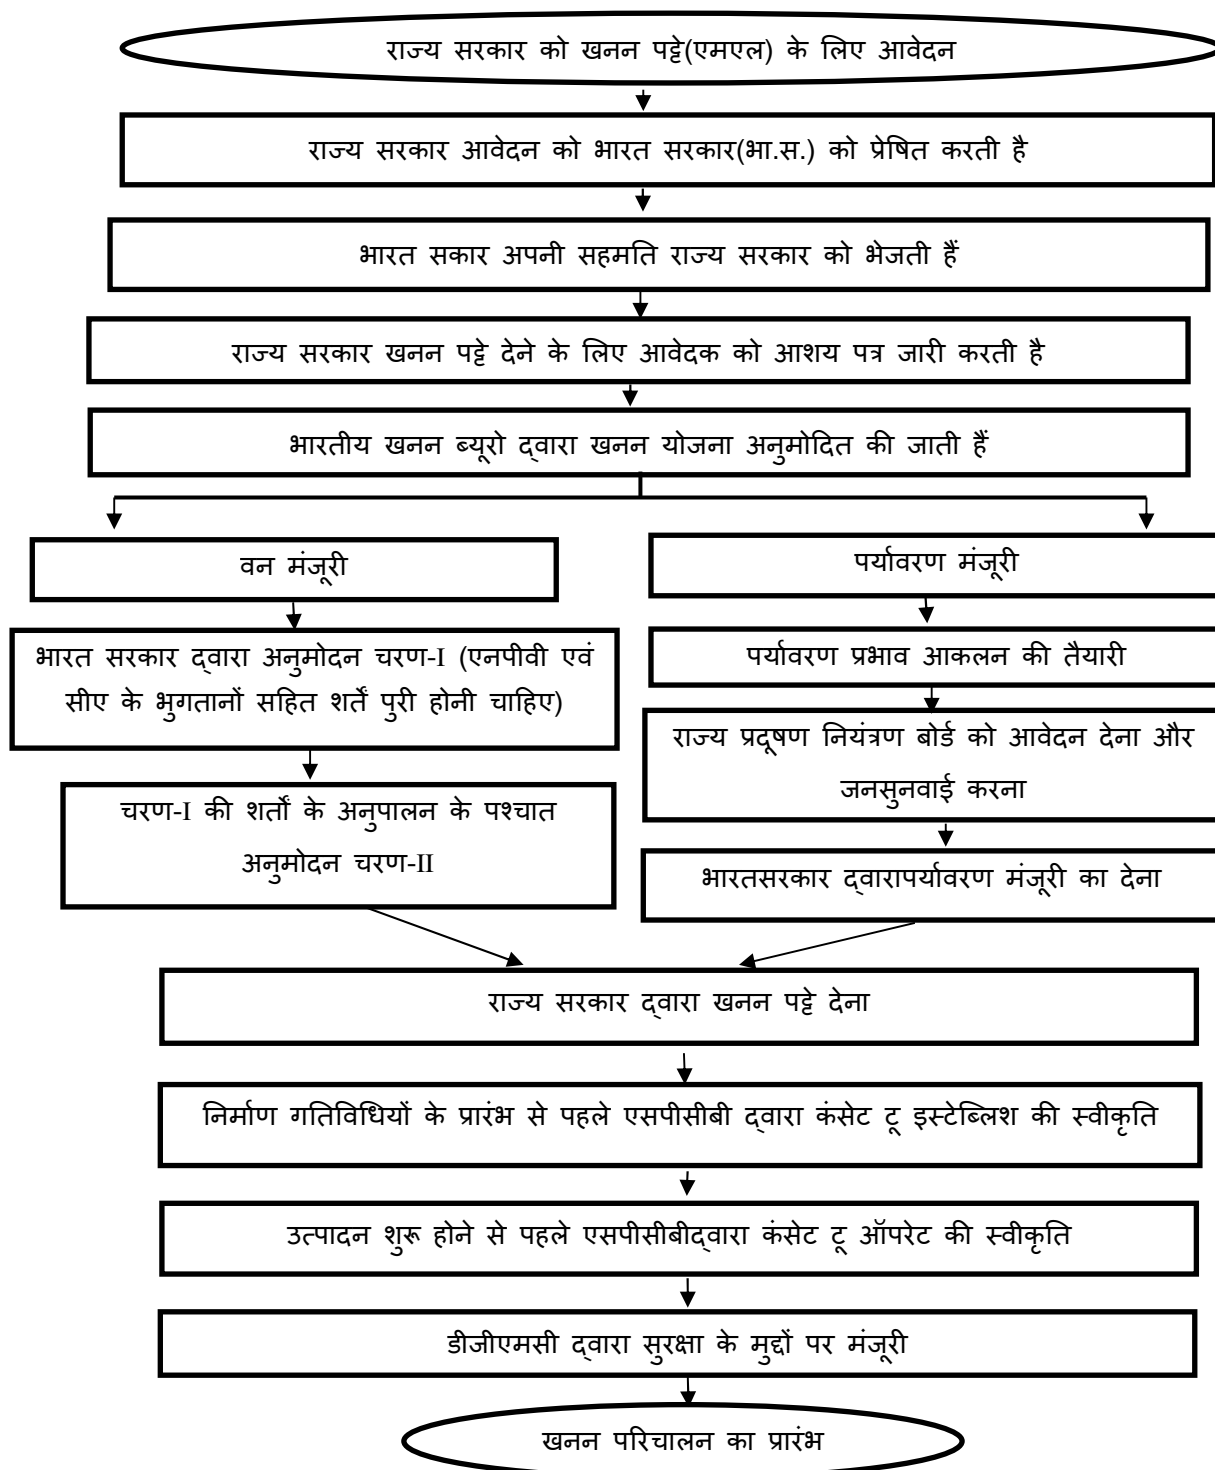 राज्य सरकार को खनन पट्टे(एमएल) के लिए आवेदन
राज्य सरकार आवेदन को भारत सरकार(भा.स.) को प्रेषित करती है
भारत सकार अपनी सहमति राज्य सरकार को भेजती हैं
राज्य सरकार खनन पट्टे देने के लिए आवेदक को आशय पत्र जारी करती है
भारतीय खनन ब्यूरो द्वारा खनन योजना अनुमोदित की जाती हैं
वन मंजूरी
भारत सरकार द्वारा अनुमोदन चरण-I (एनपीवी एवं
सीए के भुगतानों सहित शर्तें पुरी होनी चाहिए)
चरण-I की शर्तों के अनुपालन के पश्चात
अनुमोदन चरण-II
पर्यावरण मंजूरी
पर्यावरण प्रभाव आकलन की तैयारी
राज्य प्रदूषण नियंत्रण बोर्ड को आवेदन देना और
जनसुनवाई करना
भारतसरकार द्वारापर्यावरण मंजूरी का देना
राज्य सरकार द्वारा खनन पट्टे देना
निर्माण गतिविधियों के प्रारंभ से पहले एसपीसीबी द्वारा कंसेट टू इस्टेब्लिश की स्वीकृति
उत्पादन शुरू होने से पहले एसपीसीबीद्वारा कंसेट टू ऑपरेट की स्वीकृति
डीजीएमसी द्वारा सुरक्षा के मुद्दों पर मंजूरी
खनन परिचालन का प्रारंभ